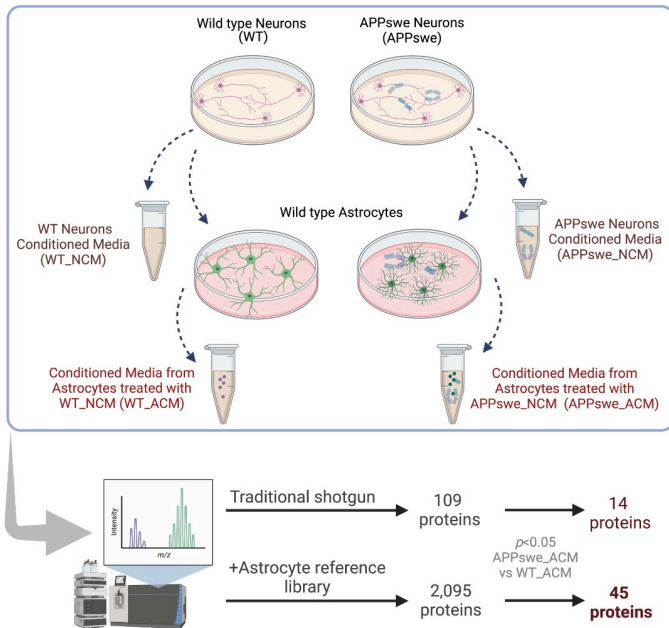 Wild type Neurons
(WT)
APPswe Neurons
(APPswe)
WT Neurons
Conditioned Media
(WT_NCM)
Wild type Astrocytes
APPswe Neurons
Conditioned Media
(APPswe_NCM)
Conditioned Media from
Astrocytes treated with
WT_NCM (WT_ACM)
Conditioned Media from
Astrocytes treated with
APPswe_NCM (APPswe_ACM)
Intensity
m/z
Traditional shotgun
109
proteins
14
proteins
p<0.05
APPswe_ACM
vs WT_ACM
+Astrocyte reference
library
2,095
proteins
45
proteins